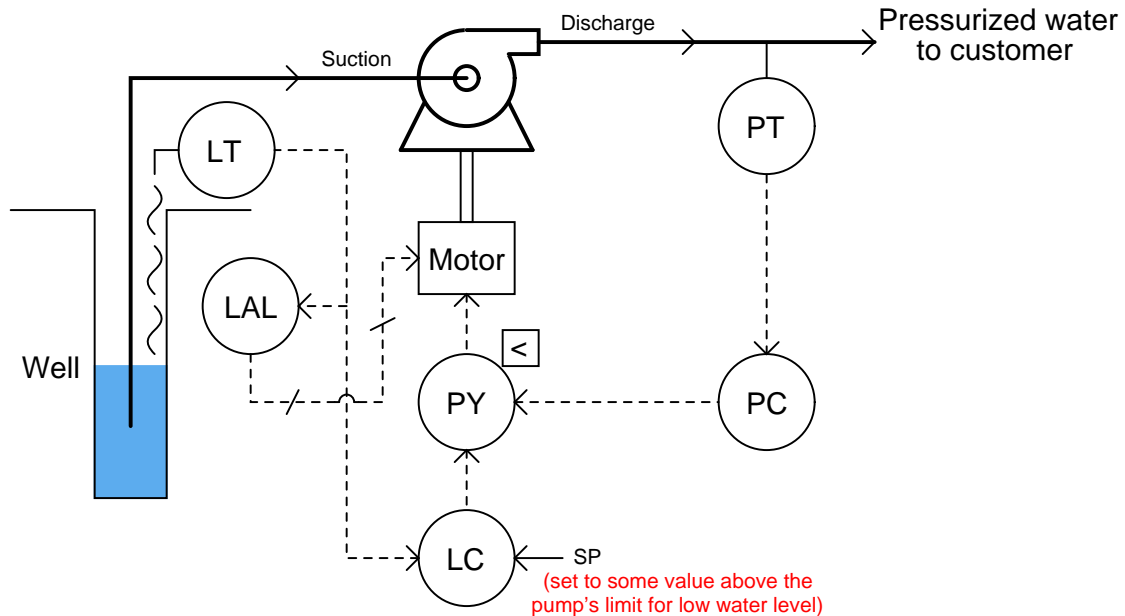 Pressurized water
to customer
Discharge
Suction
LT
PT
Motor
LAL
<
Well
PY
PC
LC
SP
(set to some value above the
pump's limit for low water level)